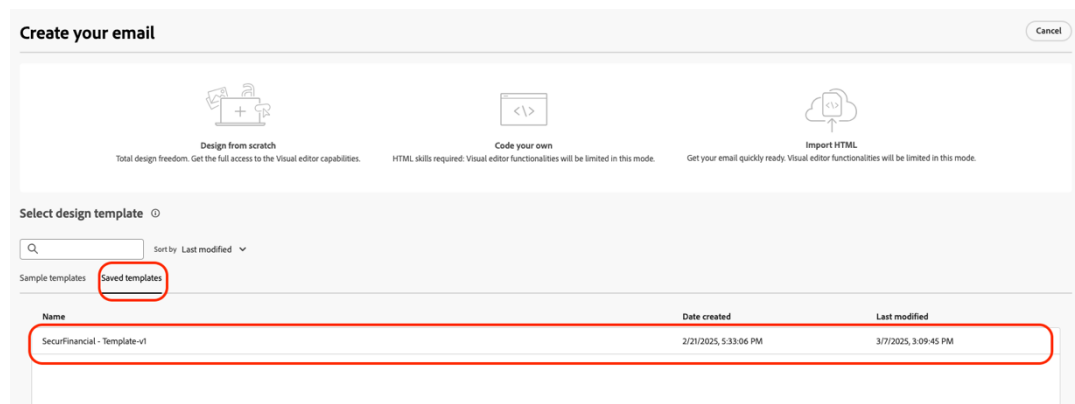 Create your email
Cancel
Design from scratch
Total design freedom. Get the full access to the Visual editor capabilities.
Code your own
HTML skills required: Visual editor functionalities will be limited in this mode.
Import HTML
Get your email quickly ready. Visual editor functionalities will be limited in this mode.
Select design template
Sort by Last modified
Sample templates Saved templates
Name Date created Last modified
SecurFinancial - Template-v1 2/21/2025, 5:33:06 PM 3/7/2025, 3:09:45 PM